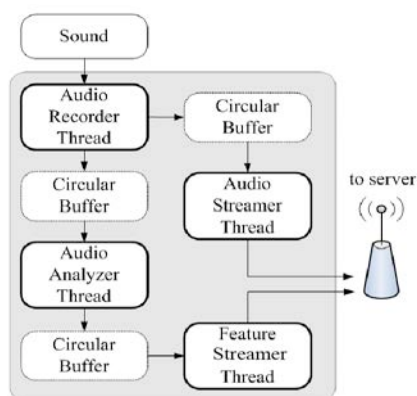 Sound
Audio
Recorder
Thread
Circular
Buffer
Circular
Buffer
Audio
Streamer
Thread
to server
Audio
Analyzer
Thread
Circular
Buffer
Feature
Streamer
Thread